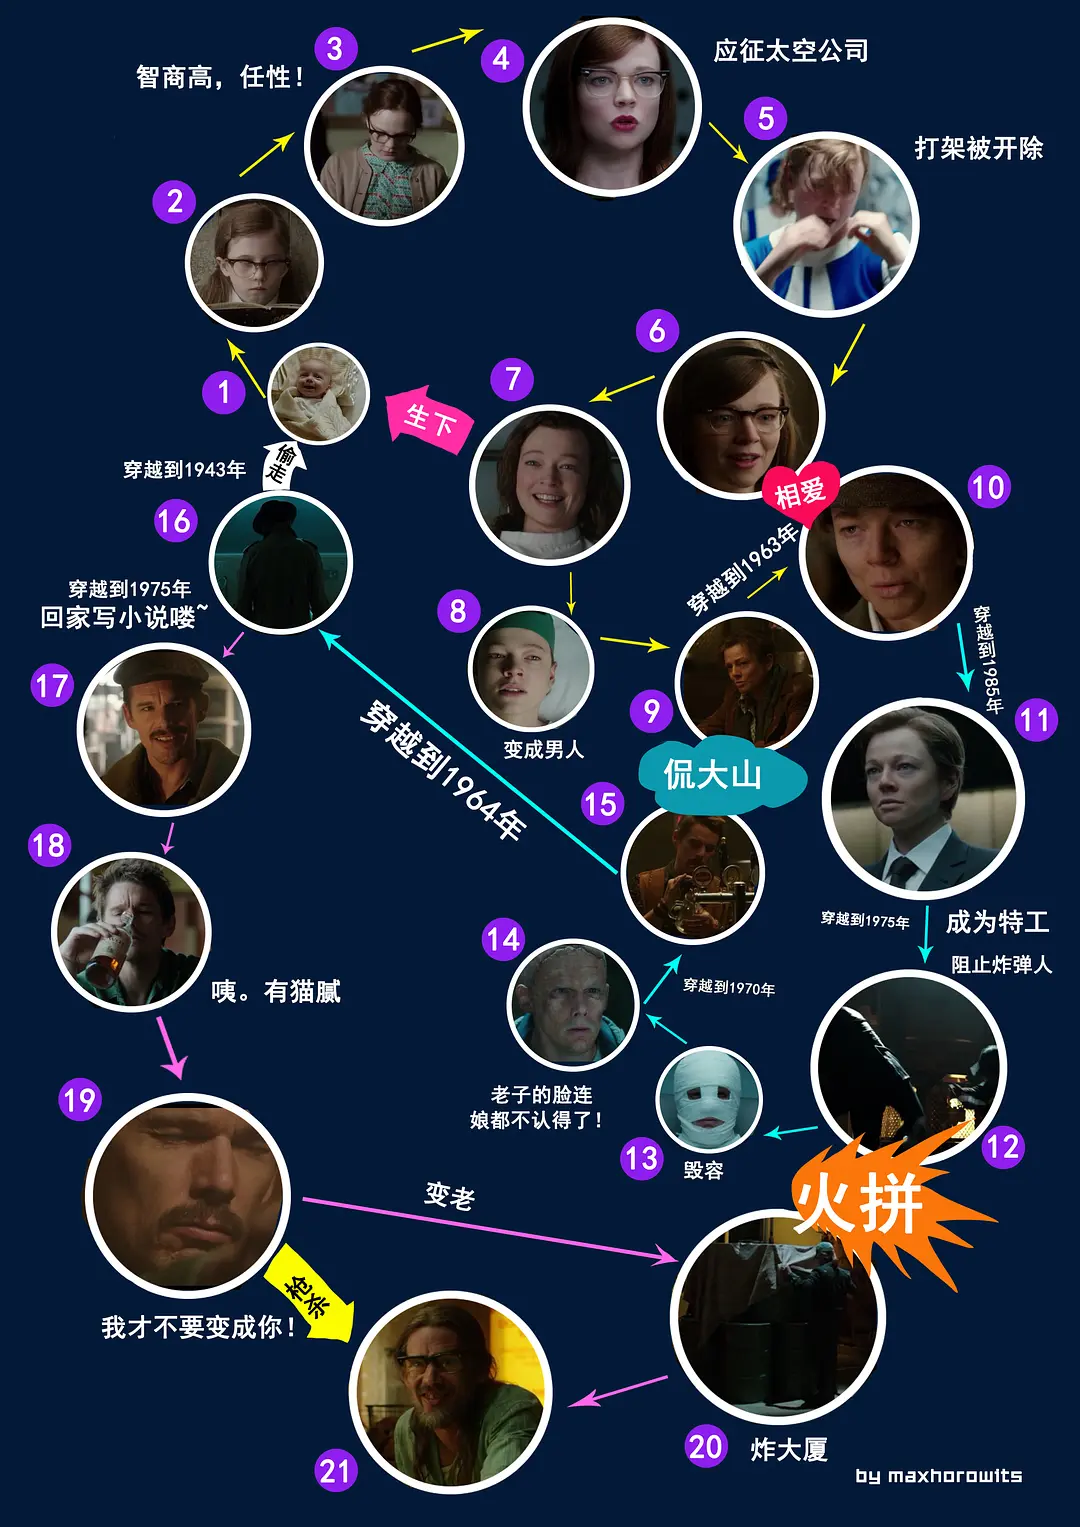 3
智商高，任性！
4
应征太空公司
5
打架被开除
2
6
7
1
生下
偷走
穿越到1943年
相爱
10
16
穿越到1963年
穿越到1975年
回家写小说喽~
8
穿越到1985年
17
9
11
变成男人
侃大山
穿越到1964年
15
18
穿越到1975年
成为特工
阻止炸弹人
14
穿越到1970年
咦。有猫腻
19
老子的脸连
娘都不认得了！
13
毁容
12
火拼
变老
枪杀
我才不要变成你！
20
炸大厦
21
by maxhorowits